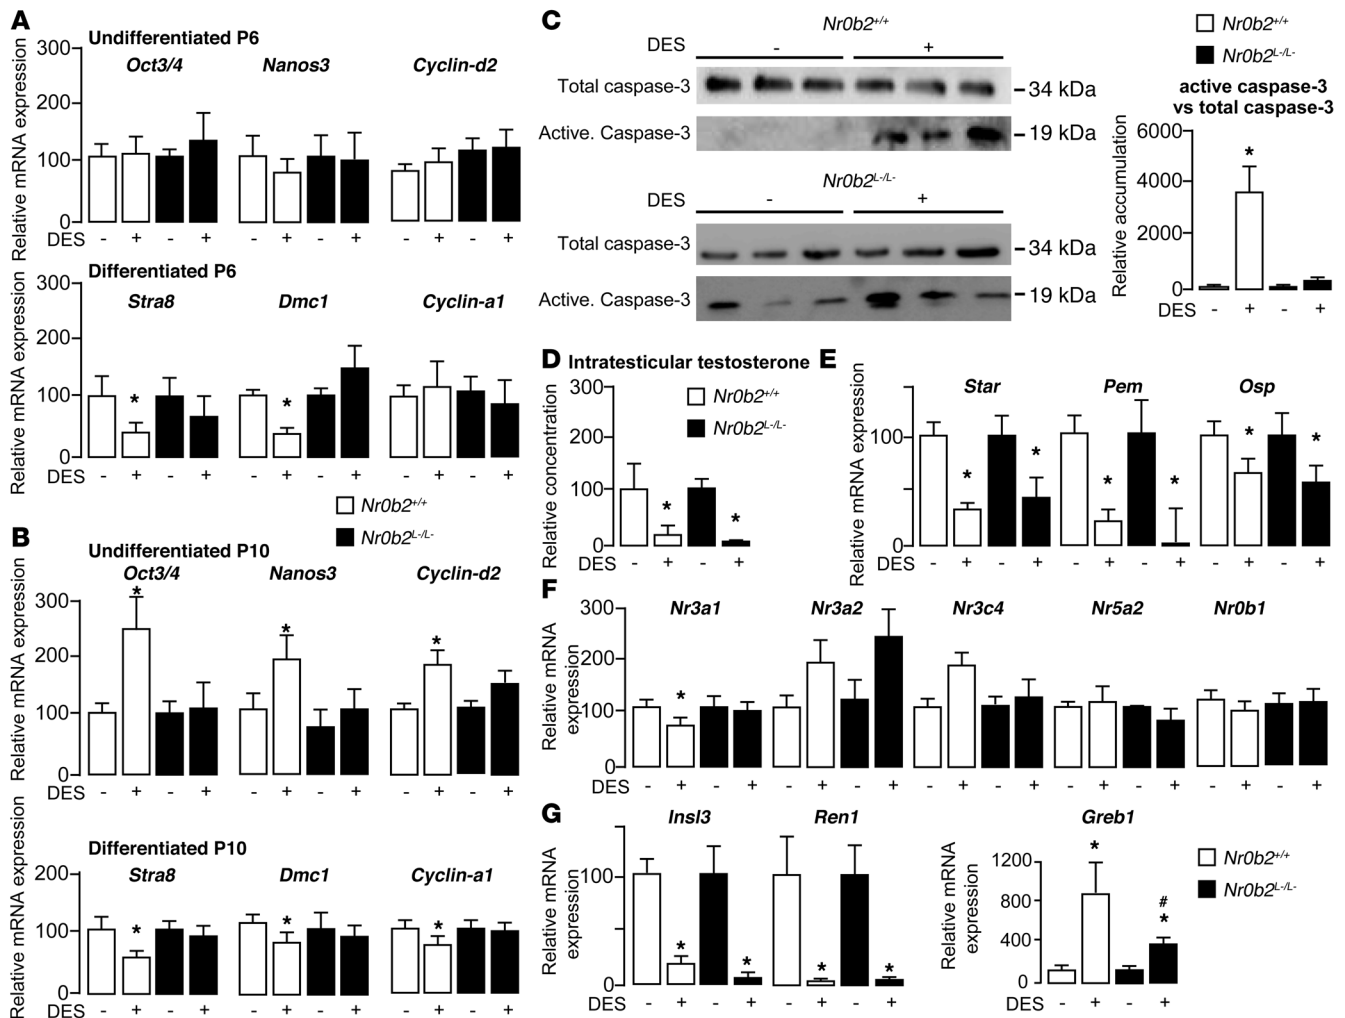 A
Undifferentiated P6
Oct3/4 Nanos3 Cyclin-d2
Relative mRNA expression
300
200
100
0
DES - + - + - + - + - + - +
Differentiated P6
Stra8 Dmc1 Cyclin-a1
Relative mRNA expression
300
200
100
0
* *
DES - + - + - + - + - + - +
Nr0b2+/+
Nr0b2L-/L-
B
Undifferentiated P10
Oct3/4 Nanos3 Cyclin-d2
Relative mRNA expression
300
200
100
0
* * *
DES - + - + - + - + - + - +
Differentiated P10
Stra8 Dmc1 Cyclin-a1
Relative mRNA expression
200
100
0
* * *
DES - + - + - + - + - + - +
C
Nr0b2+/+
DES - +
Total caspase-3 34 kDa
Active. Caspase-3 19 kDa
Nr0b2L-/L-
DES - +
Total caspase-3 34 kDa
Active. Caspase-3 19 kDa
Nr0b2+/+
Nr0b2L-/L-
active caspase-3
vs total caspase-3
Relative accumulation
6000
4000
2000
0
*
DES - + - +
D Intratesticular testosterone
Relative concentration
300
200
100
0
Nr0b2+/+
Nr0b2L-/L-
* *
DES - + - +
E
Star Pem Osp
Relative mRNA expression
100
0
* * * * * *
DES - + - + - + - + - + - +
F
Nr3a1 Nr3a2 Nr3c4 Nr5a2 Nr0b1
Relative mRNA
expression
300
200
100
0
*
DES - + - + - + - + - + - + - + - + - + - +
G
Insl3 Ren1
Relative mRNA
expression
100
0
* * * *
DES - + - + - + - +
Greb1
Relative mRNA
expression
1200
800
400
0
*
#
*
DES - + - +
Nr0b2+/+
Nr0b2L-/L-